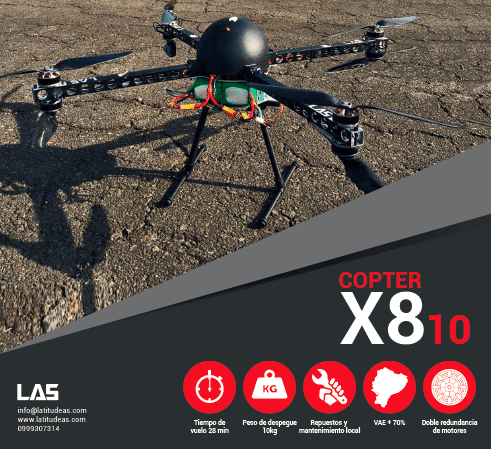 LAS
COPTER
X8 10
KG
Tiempo de
vuelo 28 min
Peso de despegue
10kg
Repuestos y
mantenimiento local
VAE + 70%
Doble redundancia
de motores
LAS
info@latitudeas.com
www.latitudeas.com
0999307314